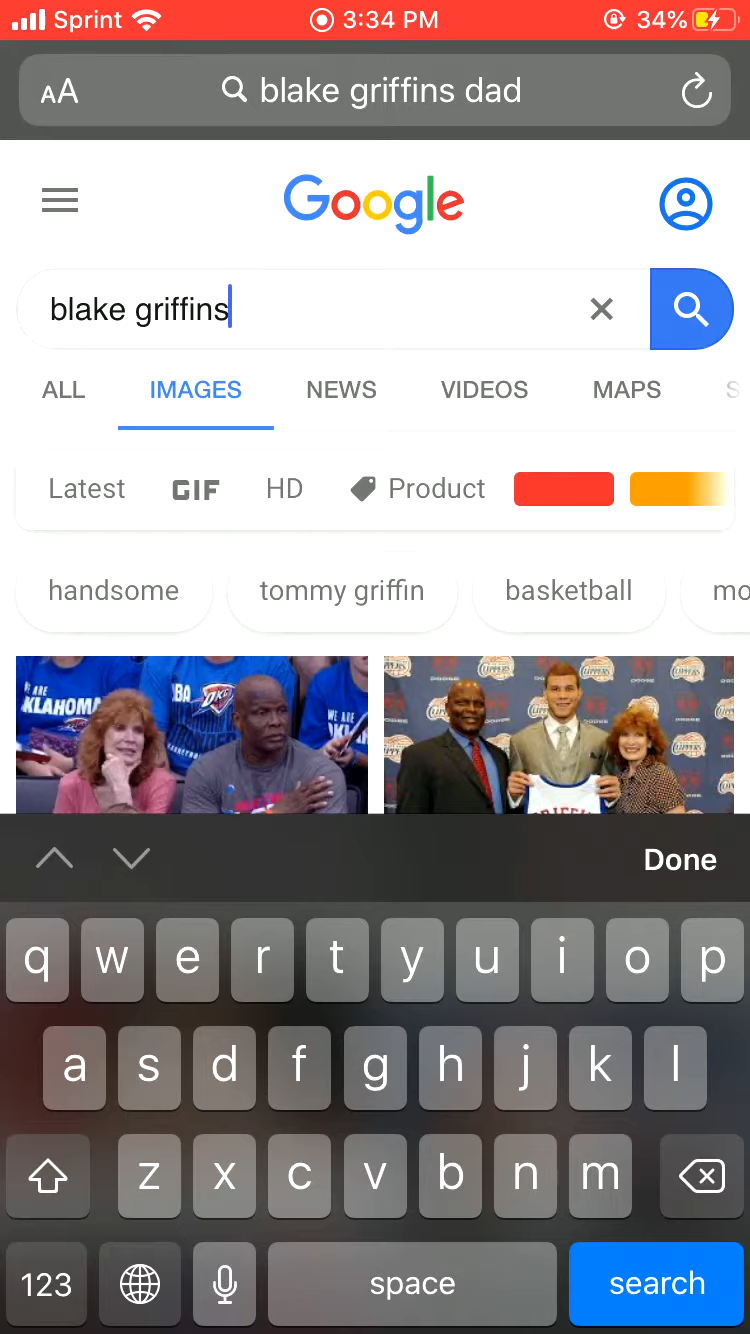 Sprint 3:34 PM 34%
AA blake griffins dad
Google
blake griffins
ALL IMAGES NEWS VIDEOS MAPS S
Latest GIF HD Product
handsome tommy griffin basketball mo
Done
q w e r t y u i o p
a s d f g h j k l
z x c v b n m
123 space search